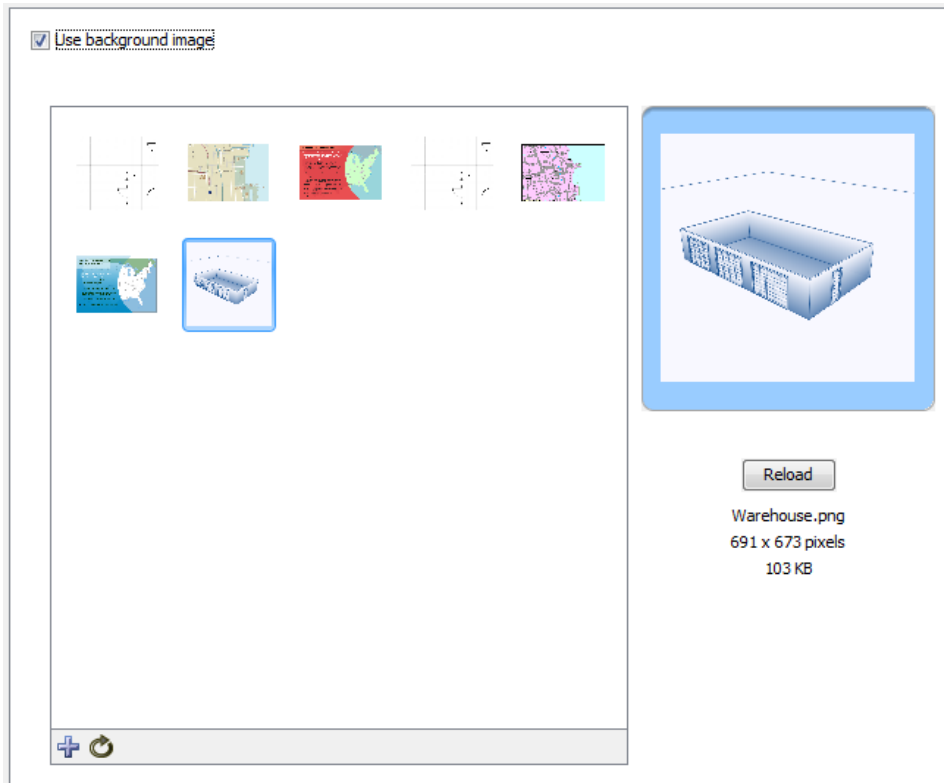 Use background image
Reload
Warehouse.png
691 x 673 pixels
103 KB